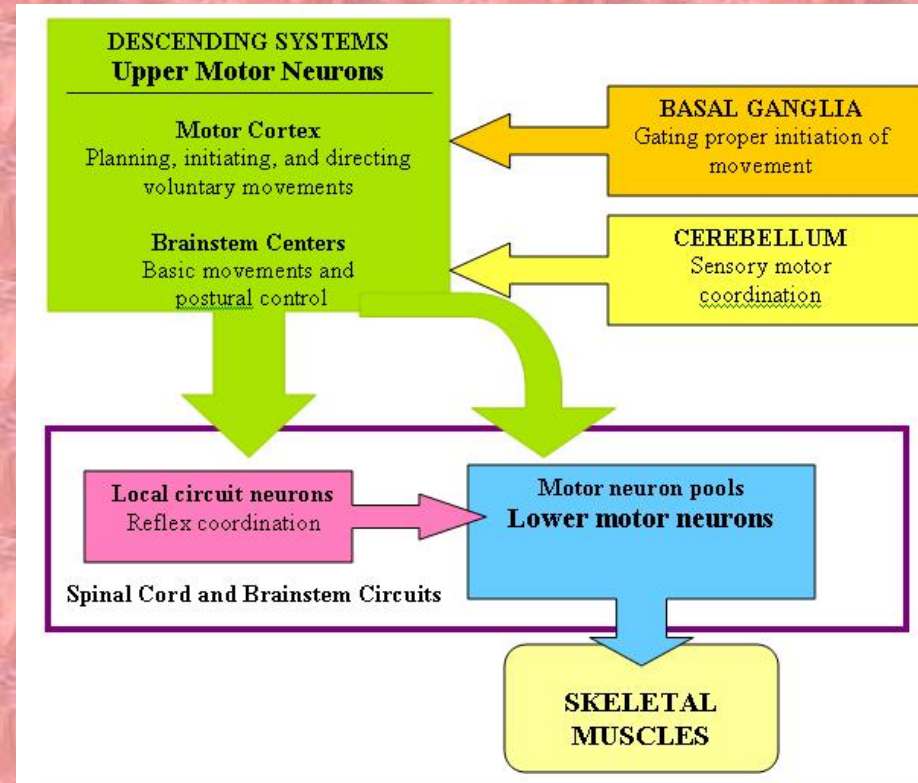 DESCENDING SYSTEMS
Upper Motor Neurons
Motor Cortex
Planning, initiating, and directing
voluntary movements
Brainstem Centers
Basic movements and
postural control
BASAL GANGLIA
Gating proper initiation of
movement
CEREBELLUM
Sensory motor
coordination
Local circuit neurons
Reflex coordination
Motor neuron pools
Lower motor neurons
Spinal Cord and Brainstem Circuits
SKELETAL
MUSCLES